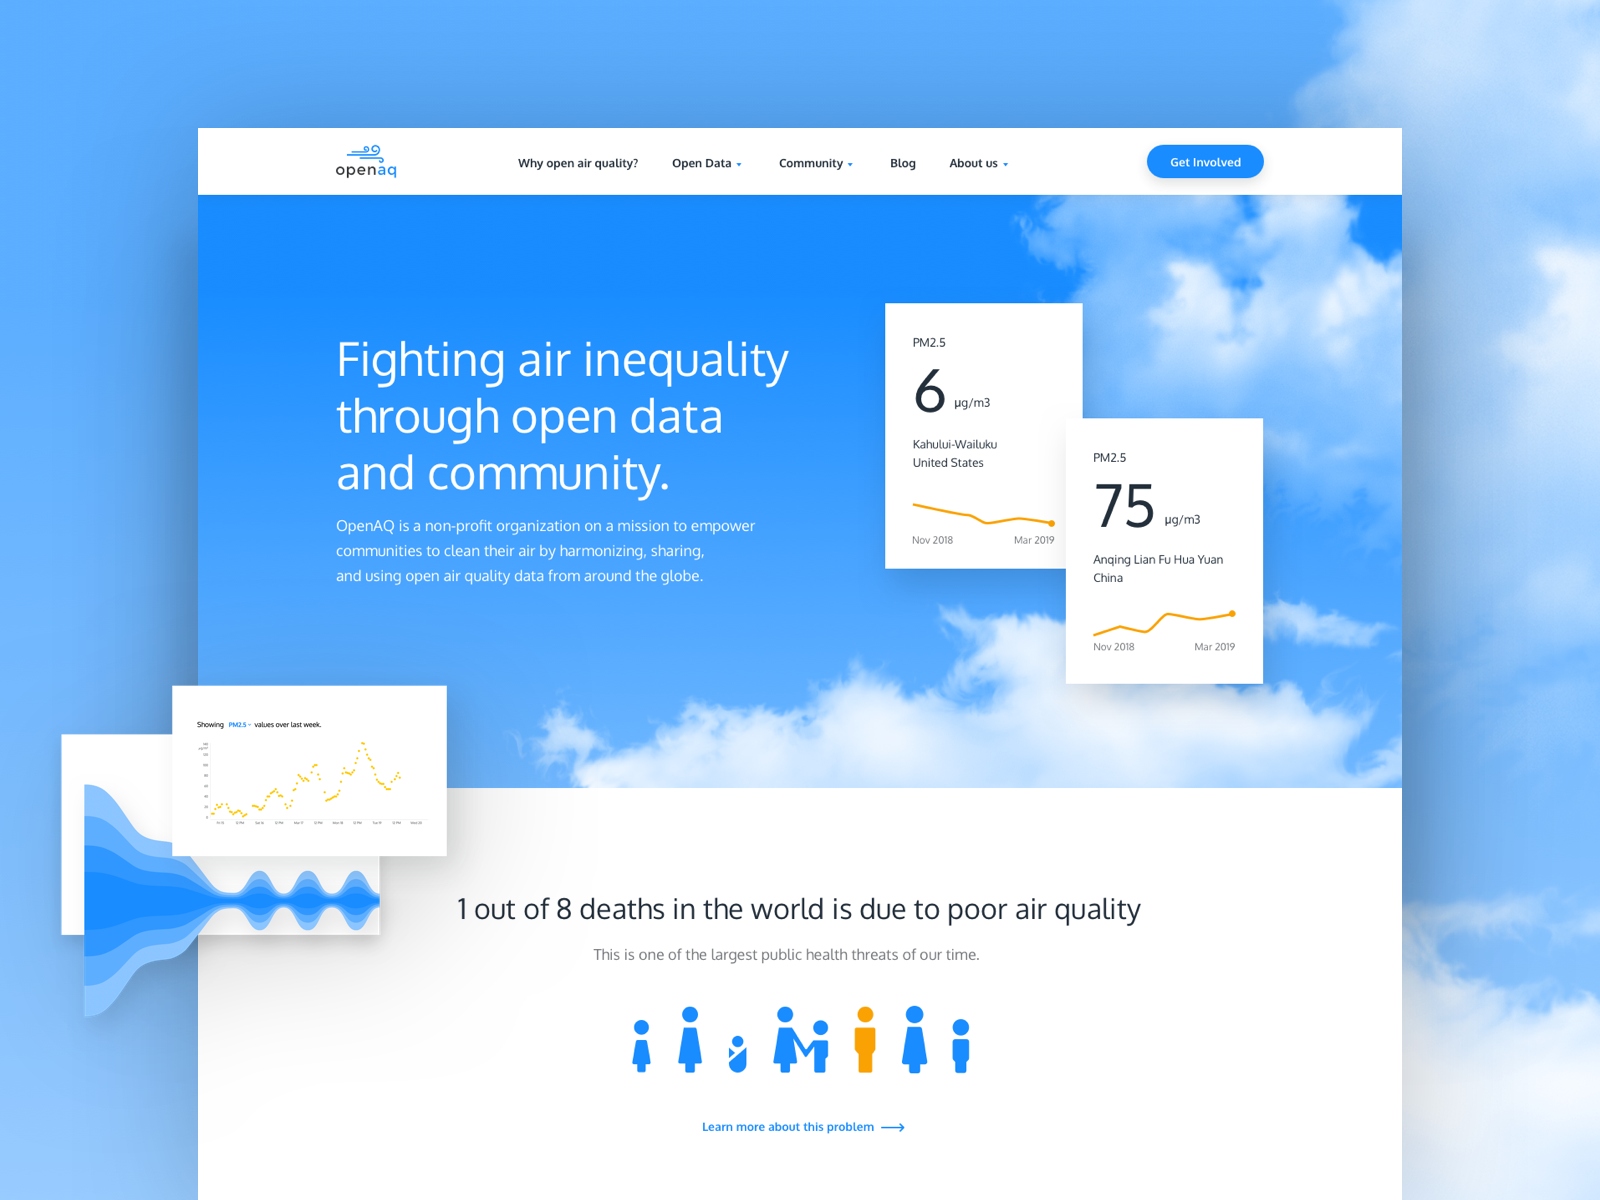 openaq
Why open air quality?
Open Data
Community
Blog
About us
Get Involved
Fighting air inequality
through open data
and community.
OpenAQ is a non-profit organization on a mission to empower
communities to clean their air by harmonizing, sharing,
and using open air quality data from around the globe.
PM2.5
6 µg/m3
Kahului-Wailuku
United States
Nov 2018 Mar 2019
PM2.5
75 µg/m3
Anqing Lian Fu Hua Yuan
China
Nov 2018 Mar 2019
Showing PM2.5 values over last week.
1 out of 8 deaths in the world is due to poor air quality
This is one of the largest public health threats of our time.
Learn more about this problem